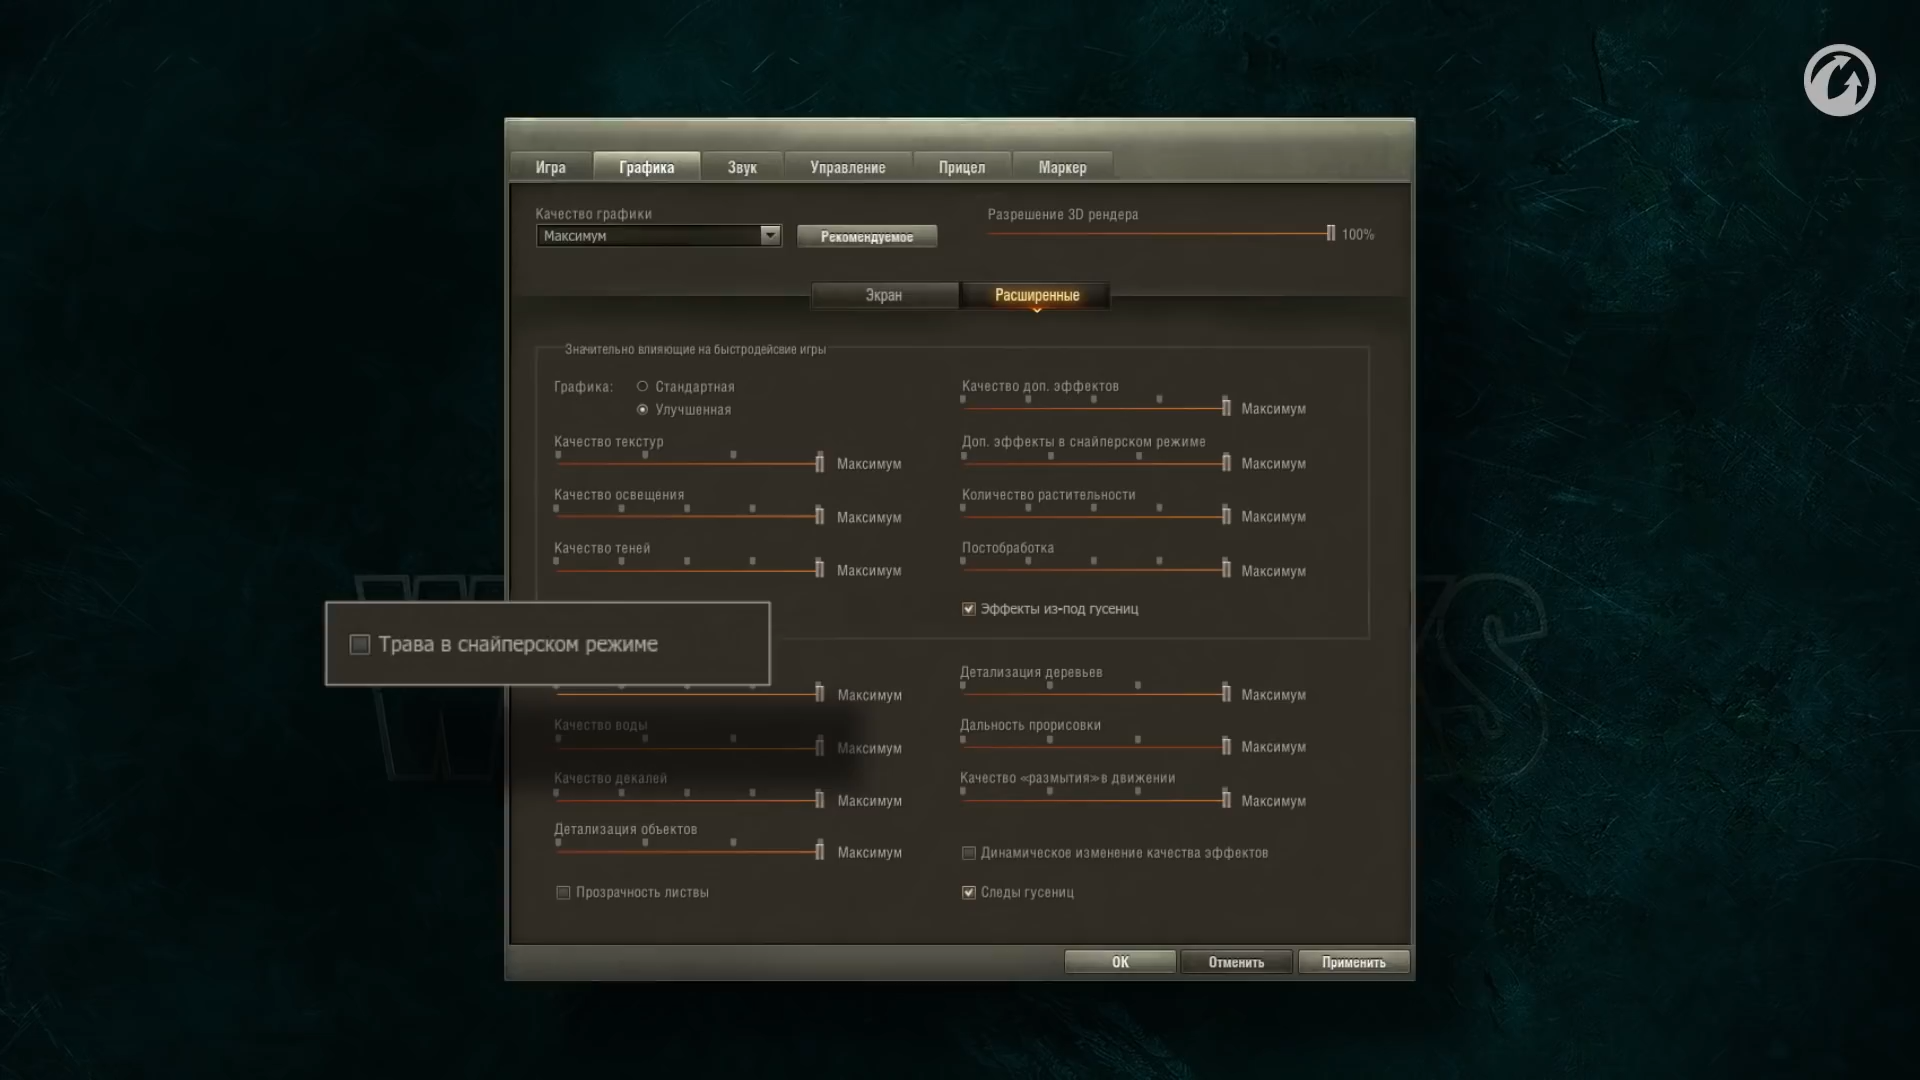 Игра Графика Звук Управление Прицел Маркер
Качество графики
Максимум
Рекомендуемое
Разрешение 3D рендера
100%
Экран Расширенные
Значительно влияющие на быстродейсвие игры
Графика: Стандартная
Улучшенная
Качество доп. эффектов
Максимум
Качество текстур
Максимум
Доп. эффекты в снайперском режиме
Максимум
Качество освещения
Максимум
Количество растительности
Максимум
Качество теней
Максимум
Постобработка
Максимум
Эффекты из-под гусениц
Трава в снайперском режиме
Максимум
Детализация деревьев
Максимум
Качество воды
Максимум
Дальность прорисовки
Максимум
Качество декалей
Максимум
Качество «размытия» в движении
Максимум
Детализация объектов
Максимум
Динамическое изменение качества эффектов
Прозрачность листвы
Следы гусениц
ОК Отменить Применить